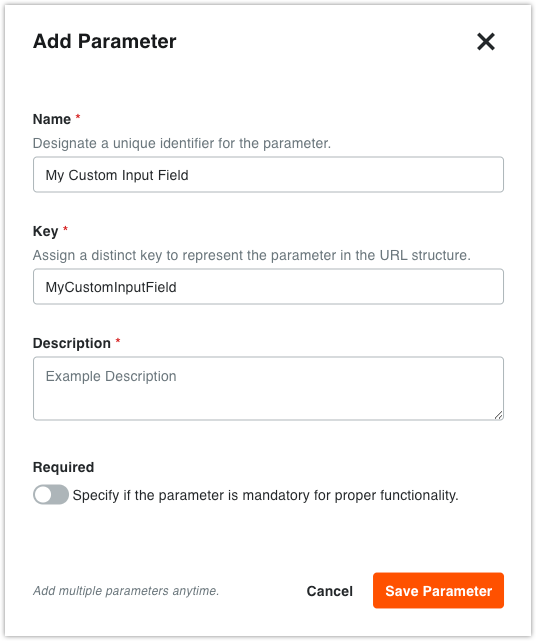 Add Parameter
Name *
Designate a unique identifier for the parameter.
My Custom Input Field
Key *
Assign a distinct key to represent the parameter in the URL structure.
MyCustomInputField
Description *
Example Description
Required
Specify if the parameter is mandatory for proper functionality.
Add multiple parameters anytime. Cancel Save Parameter